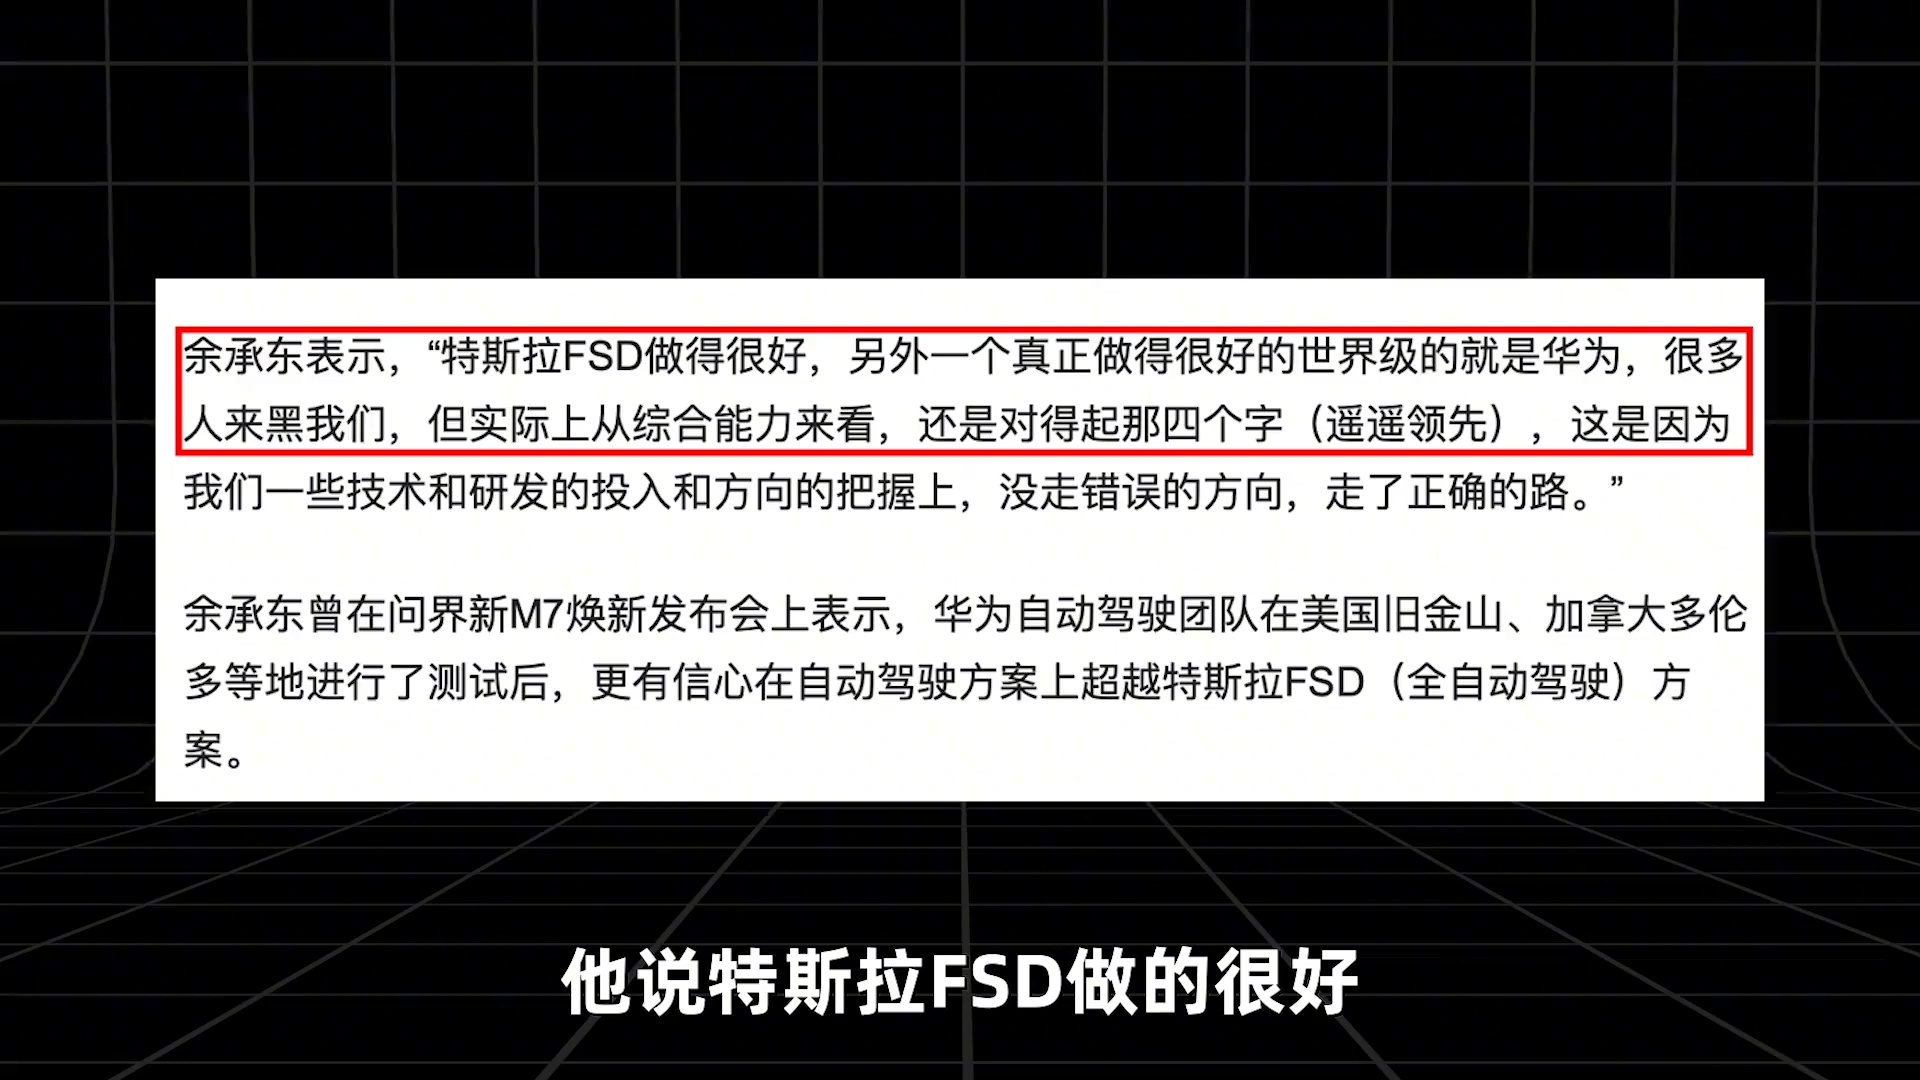 余承东表示，“特斯拉FSD做得很好，另外一个真正做得很好的世界级的就是华为，很多
人来黑我们，但实际上从综合能力来看，还是对得起那四个字（遥遥领先），这是因为
我们一些技术和研发的投入和方向的把握上，没走错误的方向，走了正确的路。”
余承东曾在问界新M7焕新发布会上表示，华为自动驾驶团队在美国旧金山、加拿大多伦
多等地进行了测试后，更有信心在自动驾驶方案上超越特斯拉FSD（全自动驾驶）方
案。
他说特斯拉FSD做的很好